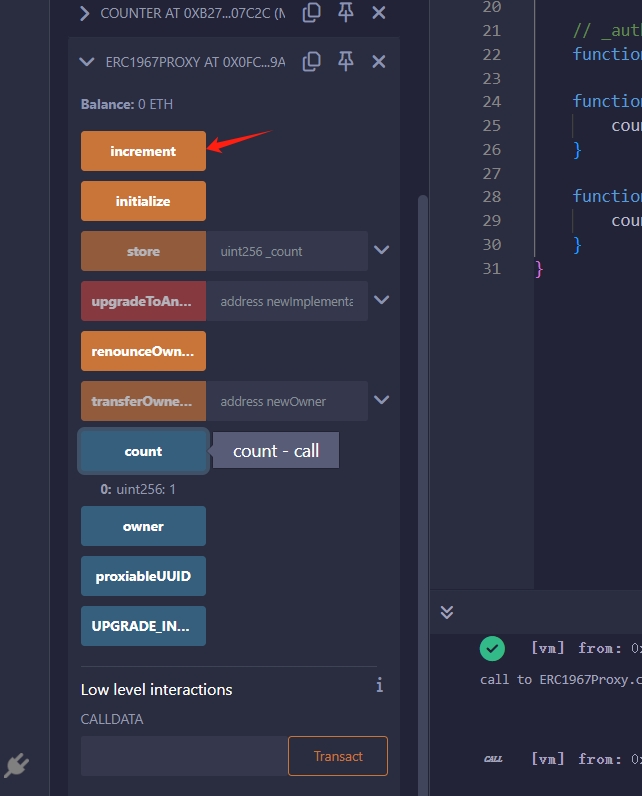 COUNTER AT 0XB27...07C2C (M
ERC1967PROXY AT 0X0FC...9A
Balance: 0 ETH
increment
initialize
store uint256 _count
upgradeToAn... address newImplementa
renounceOwn...
transferOwne... address newOwner
count count - call
0: uint256: 1
owner
proxiableUUID
UPGRADE_IN...
Low level interactions i
CALLDATA
Transact
20
21 // _auth
22 function
23
24 function
25 coun
26 }
27
28 function
29 coun
30 }
31 }
[vm] from: 0x
call to ERC1967Proxy.c
CALL [vm] from: 0x